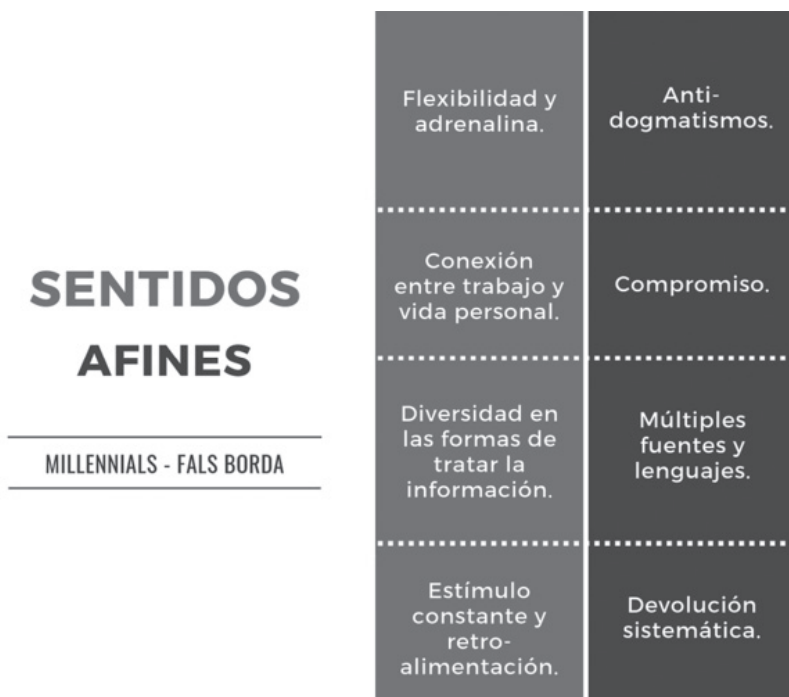 SENTIDOS
AFINES
MILLENNIALS - FALS BORDA
Flexibilidad y
adrenalina.
Anti-
dogmatismos.
Conexión
entre trabajo y
vida personal.
Compromiso.
Diversidad en
las formas de
tratar la
información.
Múltiples
fuentes y
lenguajes.
Estímulo
constante y
retro-
alimentación.
Devolución
sistemática.